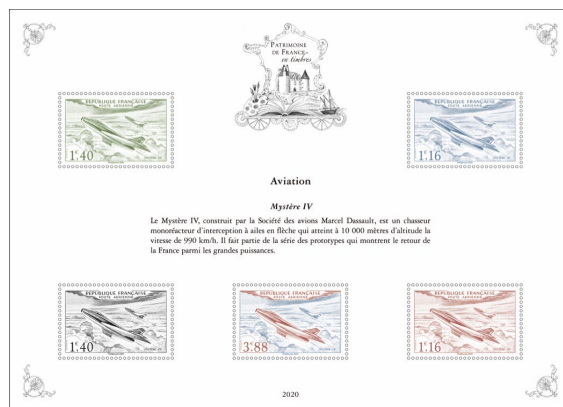 PATRIMOINE
DE FRANCE
en timbres
RÉPUBLIQUE FRANÇAISE
POSTE AÉRIENNE
1€40
RÉPUBLIQUE FRANÇAISE
POSTE AÉRIENNE
1€16
Aviation
Mystère IV
Le Mystère IV, construit par la Société des avions Marcel Dassault, est un chasseur
monoréacteur d'interception à ailes en flèche qui atteint à 10 000 mètres d'altitude la
vitesse de 990 km/h. Il fait partie de la série des prototypes qui montrent le retour de
la France parmi les grandes puissances.
RÉPUBLIQUE FRANÇAISE
POSTE AÉRIENNE
1€40
RÉPUBLIQUE FRANÇAISE
POSTE AÉRIENNE
3€88
RÉPUBLIQUE FRANÇAISE
POSTE AÉRIENNE
1€16
2020